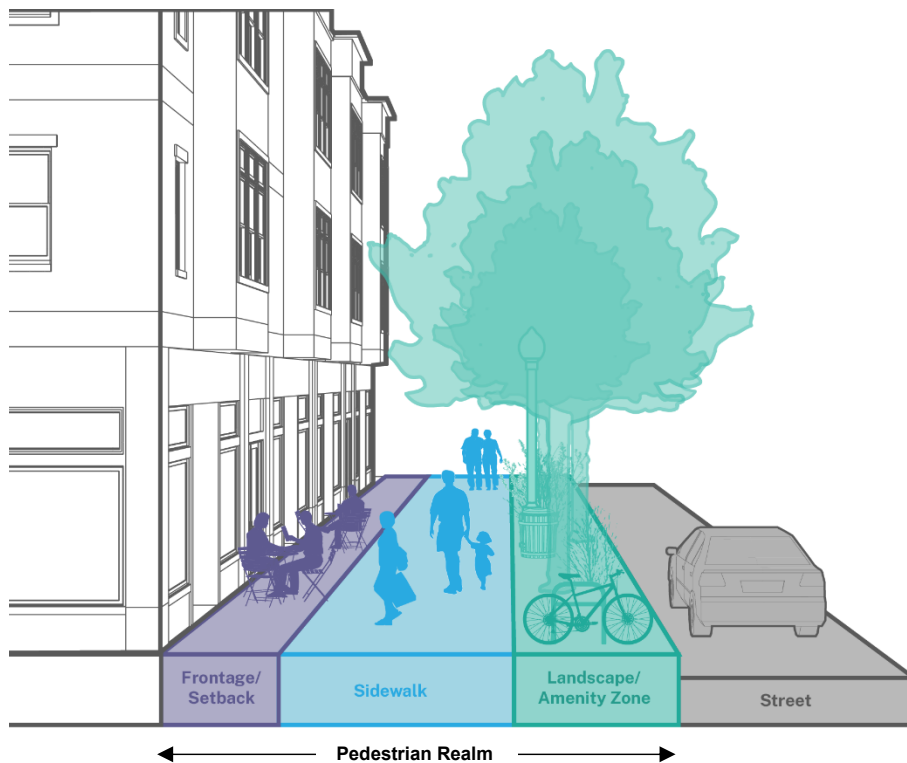 Frontage/
Setback
Sidewalk
Landscape/
Amenity Zone
Street
Pedestrian Realm